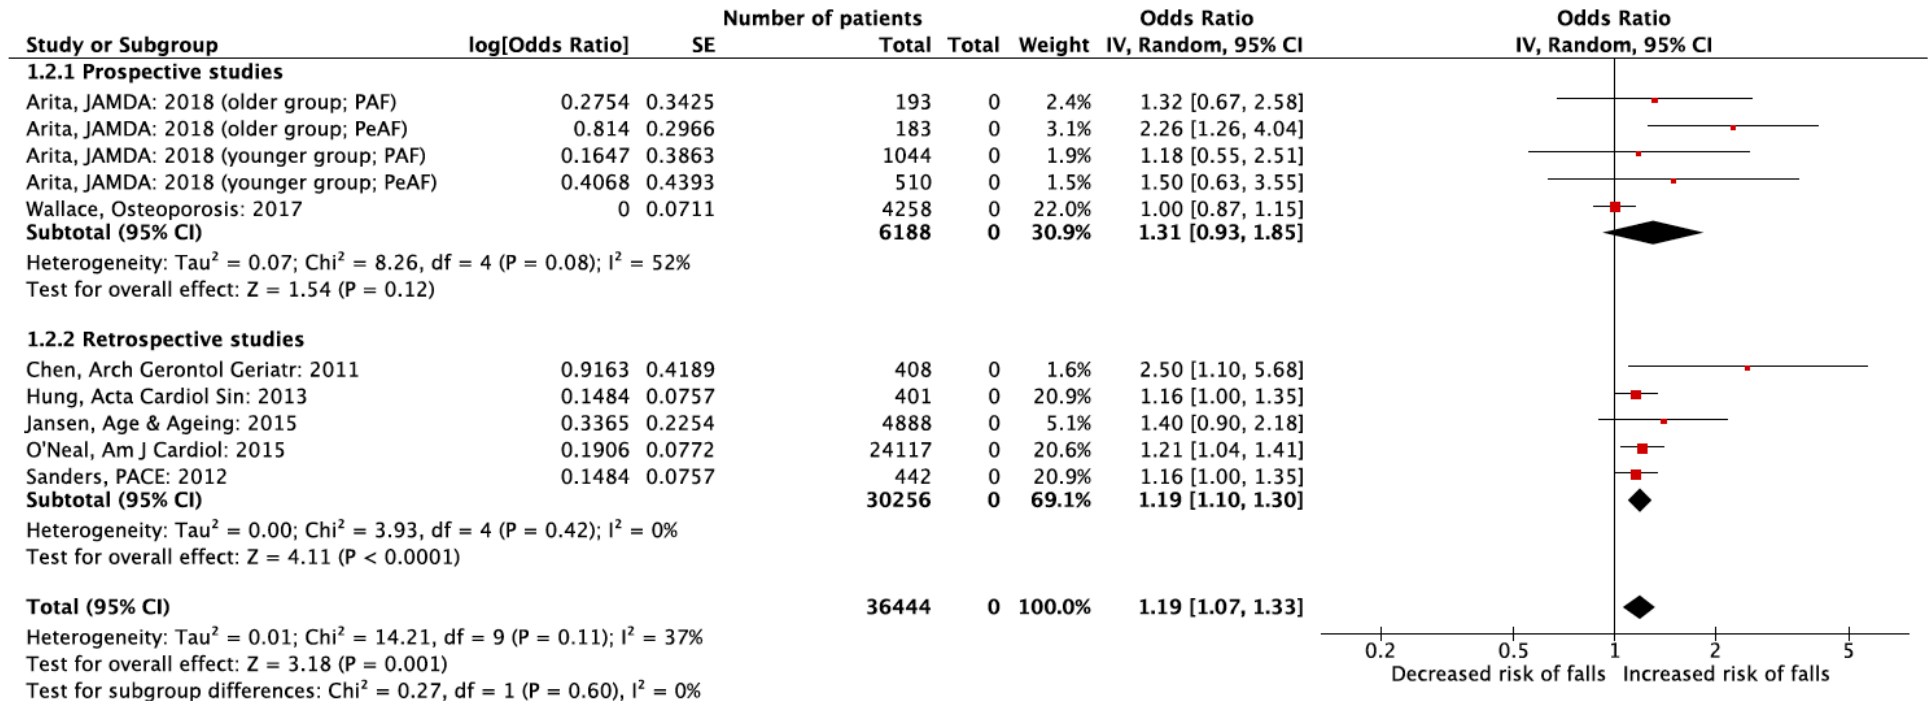 Number of patients Odds Ratio Odds Ratio
Study or Subgroup log[Odds Ratio] SE Total Total Weight IV, Random, 95% CI IV, Random, 95% CI
1.2.1 Prospective studies
Arita, JAMDA: 2018 (older group; PAF) 0.2754 0.3425 193 0 2.4% 1.32 [0.67, 2.58]
Arita, JAMDA: 2018 (older group; PeAF) 0.814 0.2966 183 0 3.1% 2.26 [1.26, 4.04]
Arita, JAMDA: 2018 (younger group; PAF) 0.1647 0.3863 1044 0 1.9% 1.18 [0.55, 2.51]
Arita, JAMDA: 2018 (younger group; PeAF) 0.4068 0.4393 510 0 1.5% 1.50 [0.63, 3.55]
Wallace, Osteoporosis: 2017 0 0.0711 4258 0 22.0% 1.00 [0.87, 1.15]
Subtotal (95% CI) 6188 0 30.9% 1.31 [0.93, 1.85]
Heterogeneity: Tau² = 0.07; Chi² = 8.26, df = 4 (P = 0.08); I² = 52%
Test for overall effect: Z = 1.54 (P = 0.12)
1.2.2 Retrospective studies
Chen, Arch Gerontol Geriatr: 2011 0.9163 0.4189 408 0 1.6% 2.50 [1.10, 5.68]
Hung, Acta Cardiol Sin: 2013 0.1484 0.0757 401 0 20.9% 1.16 [1.00, 1.35]
Jansen, Age & Ageing: 2015 0.3365 0.2254 4888 0 5.1% 1.40 [0.90, 2.18]
O'Neal, Am J Cardiol: 2015 0.1906 0.0772 24117 0 20.6% 1.21 [1.04, 1.41]
Sanders, PACE: 2012 0.1484 0.0757 442 0 20.9% 1.16 [1.00, 1.35]
Subtotal (95% CI) 30256 0 69.1% 1.19 [1.10, 1.30]
Heterogeneity: Tau² = 0.00; Chi² = 3.93, df = 4 (P = 0.42); I² = 0%
Test for overall effect: Z = 4.11 (P < 0.0001)
Total (95% CI) 36444 0 100.0% 1.19 [1.07, 1.33]
Heterogeneity: Tau² = 0.01; Chi² = 14.21, df = 9 (P = 0.11); I² = 37%
Test for overall effect: Z = 3.18 (P = 0.001)
Test for subgroup differences: Chi² = 0.27, df = 1 (P = 0.60), I² = 0%
0.2 0.5 1 2 5
Decreased risk of falls Increased risk of falls